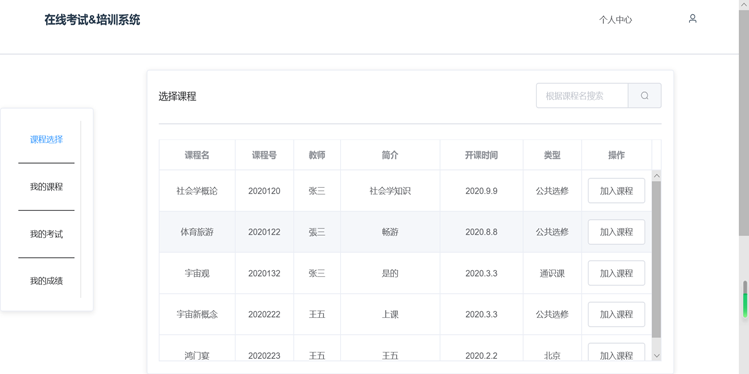 在线考试&培训系统
个人中心
课程选择
我的课程
我的考试
我的成绩
选择课程
根据课程名搜索
课程名 课程号 教师 简介 开课时间 类型 操作
社会学概论 2020120 张三 社会学知识 2020.9.9 公共选修 加入课程
体育旅游 2020122 張三 畅游 2020.8.8 公共选修 加入课程
宇宙观 2020132 张三 是的 2020.3.3 通识课 加入课程
宇宙新概念 2020222 王五 上课 2020.3.3 公共选修 加入课程
鸿门宴 2020223 王五 王五 2020.2.2 北京 加入课程